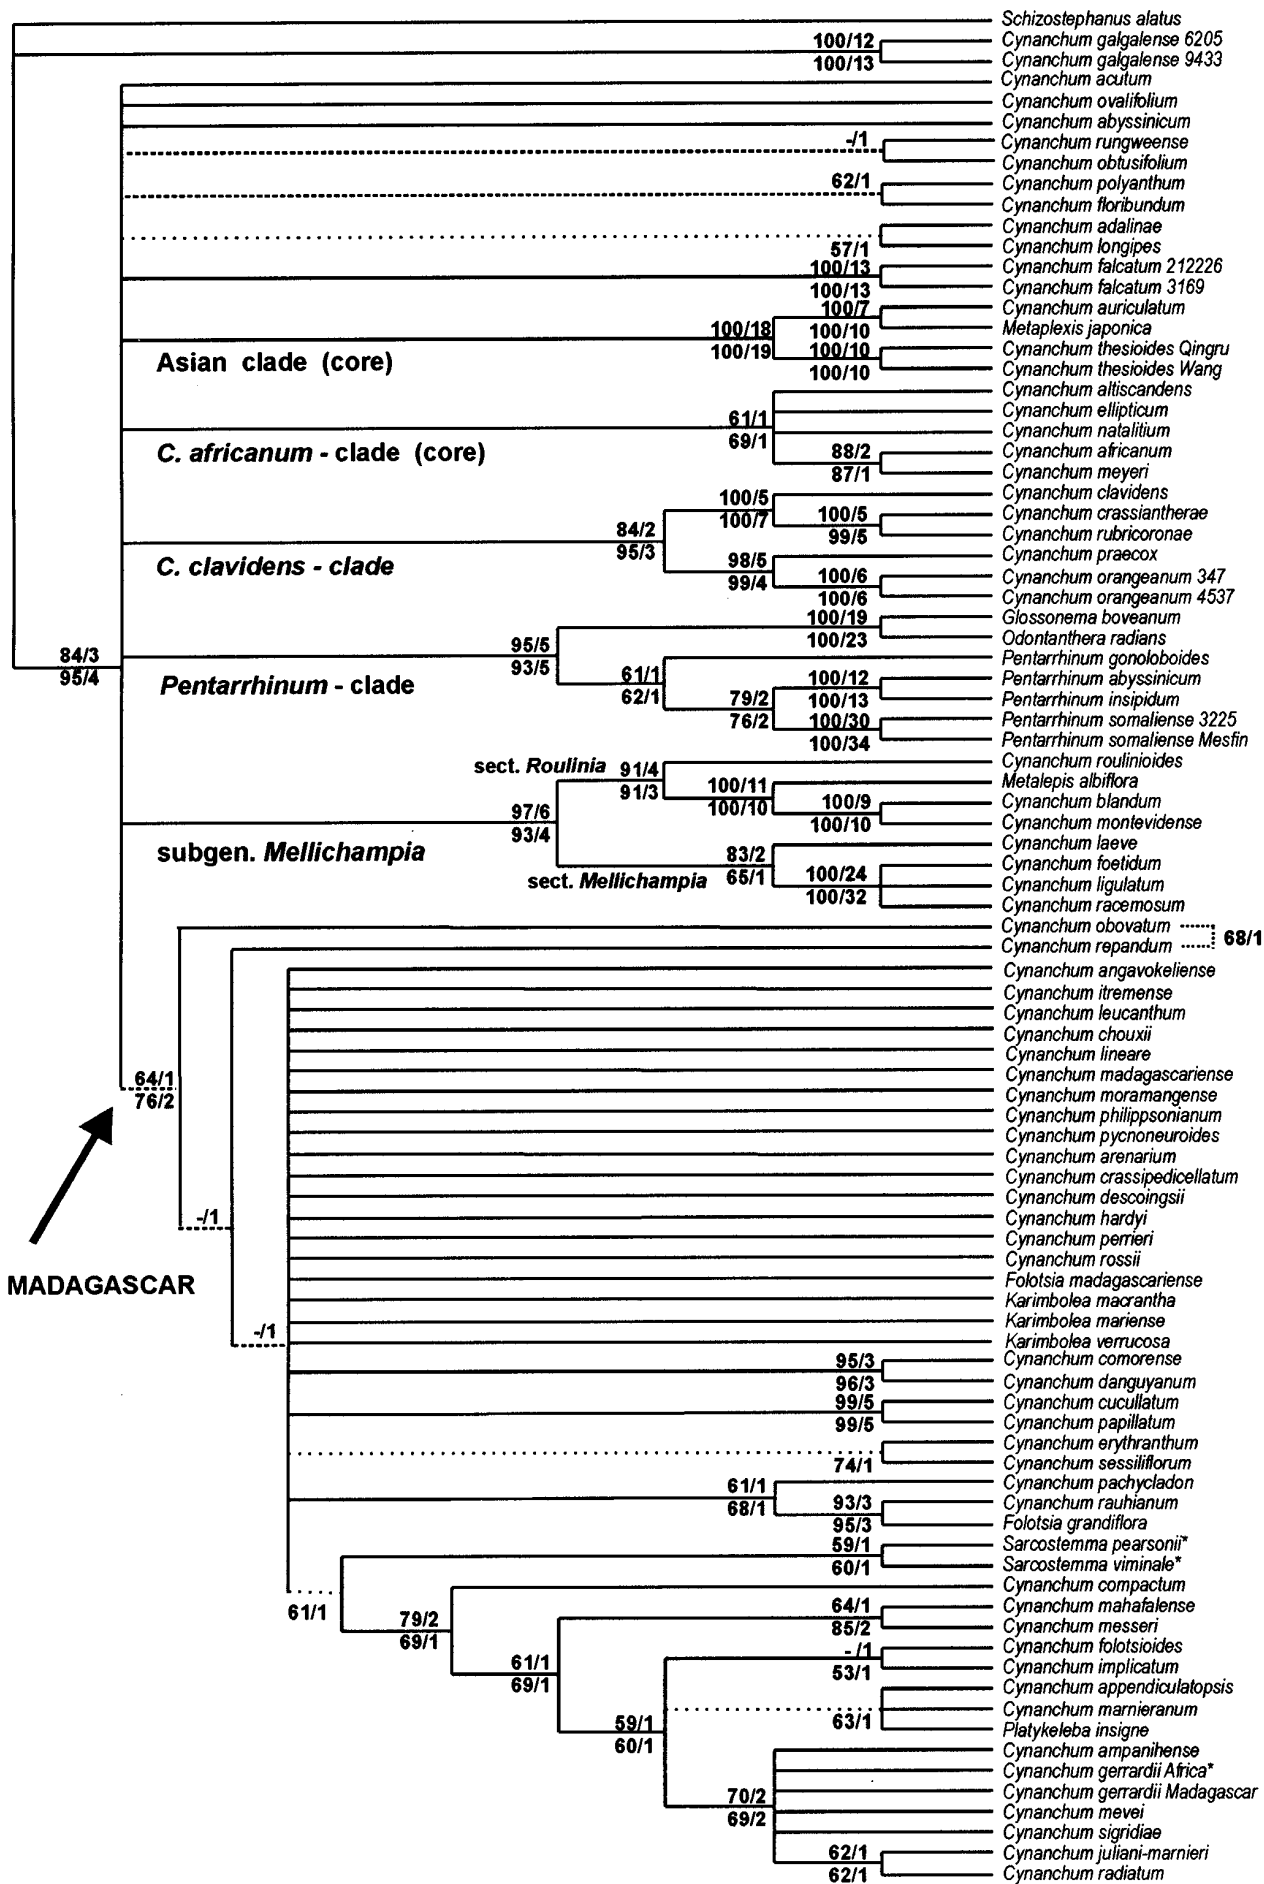 Schizostephanus alatus
100/12
Cynanchum galgalense 6205
100/13
Cynanchum galgalense 9433
Cynanchum acutum
Cynanchum ovalifolium
Cynanchum abyssinicum
-/1
Cynanchum rungweense
Cynanchum obtusifolium
62/1
Cynanchum polyanthum
Cynanchum floribundum
Cynanchum adalinae
57/1
Cynanchum longipes
100/13
Cynanchum falcatum 212226
100/13
Cynanchum falcatum 3169
100/7
Cynanchum auriculatum
100/18
100/10
Metaplexis japonica
100/19
100/10
Cynanchum thesioides Qingru
100/10
Cynanchum thesioides Wang
Asian clade (core)
Cynanchum altiscandens
61/1
Cynanchum ellipticum
69/1
Cynanchum natalitium
88/2
Cynanchum africanum
87/1
Cynanchum meyeri
C. africanum - clade (core)
100/5
Cynanchum clavidens
100/7
100/5
Cynanchum crassiantherae
84/2
99/5
Cynanchum rubricoronae
95/3
98/5
Cynanchum praecox
99/4
100/6
Cynanchum orangeanum 347
100/6
Cynanchum orangeanum 4537
C. clavidens - clade
100/19
Glossonema boveanum
95/5
100/23
Odontanthera radians
84/3
95/4
93/5
61/1
Pentarrhinum gonoloboides
62/1
100/12
Pentarrhinum abyssinicum
79/2
100/13
Pentarrhinum insipidum
76/2
100/30
Pentarrhinum somaliense 3225
100/34
Pentarrhinum somaliense Mesfin
Pentarrhinum - clade
sect. Roulinia
91/4
Cynanchum roulinioides
91/3
100/11
Metalepis albiflora
97/6
100/10
100/9
Cynanchum blandum
93/4
100/10
Cynanchum montevidense
subgen. Mellichampia
83/2
Cynanchum laeve
sect. Mellichampia
65/1
100/24
Cynanchum foetidum
100/32
Cynanchum ligulatum
Cynanchum racemosum
Cynanchum obovatum
68/1
Cynanchum repandum
Cynanchum angavokeliense
Cynanchum itremense
Cynanchum leucanthum
Cynanchum chouxii
Cynanchum lineare
64/1
Cynanchum madagascariense
76/2
Cynanchum moramangense
Cynanchum philippsonianum
Cynanchum pycnoneuroides
Cynanchum arenarium
Cynanchum crassipedicellatum
Cynanchum descoingsii
-/1
Cynanchum hardyi
Cynanchum perrieri
Cynanchum rossii
MADAGASCAR
Folotsia madagascariense
Karimbolea macrantha
-/1
Karimbolea mariense
Karimbolea verrucosa
95/3
Cynanchum comorense
96/3
Cynanchum danguyanum
99/5
Cynanchum cucullatum
99/5
Cynanchum papillatum
Cynanchum erythranthum
74/1
Cynanchum sessiliflorum
61/1
Cynanchum pachycladon
68/1
93/3
Cynanchum rauhianum
95/3
Folotsia grandiflora
59/1
Sarcostemma pearsonii*
60/1
Sarcostemma viminale*
61/1
79/2
Cynanchum compactum
69/1
64/1
Cynanchum mahafalense
85/2
Cynanchum messeri
61/1
- /1
Cynanchum folotsioides
69/1
53/1
Cynanchum implicatum
Cynanchum appendiculatopsis
59/1
63/1
Cynanchum marnieranum
60/1
Platykeleba insigne
Cynanchum ampanihense
Cynanchum gerrardii Africa*
70/2
Cynanchum gerrardii Madagascar
69/2
Cynanchum mevei
Cynanchum sigridiae
62/1
Cynanchum juliani-marnieri
62/1
Cynanchum radiatum